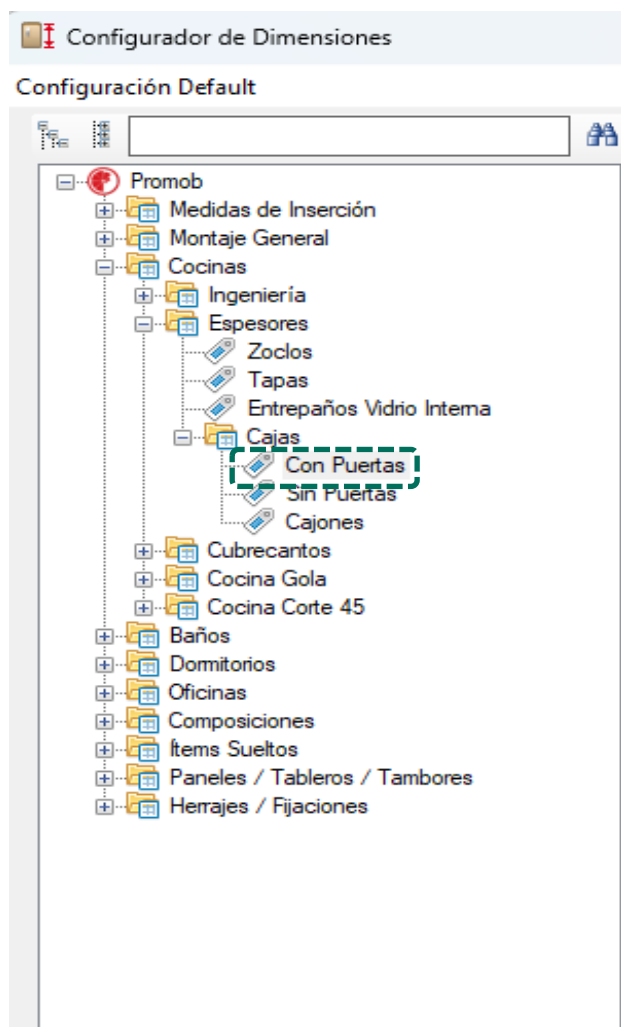 Configurador de Dimensiones
Configuración Default
Promob
Medidas de Inserción
Montaje General
Cocinas
Ingeniería
Espesores
Zoclos
Tapas
Entrepaños Vidrio Interna
Cajas
Con Puertas
Sin Puertas
Cajones
Cubrecantos
Cocina Gola
Cocina Corte 45
Baños
Dormitorios
Oficinas
Composiciones
Ítems Sueltos
Paneles / Tableros / Tambores
Herrajes / Fijaciones